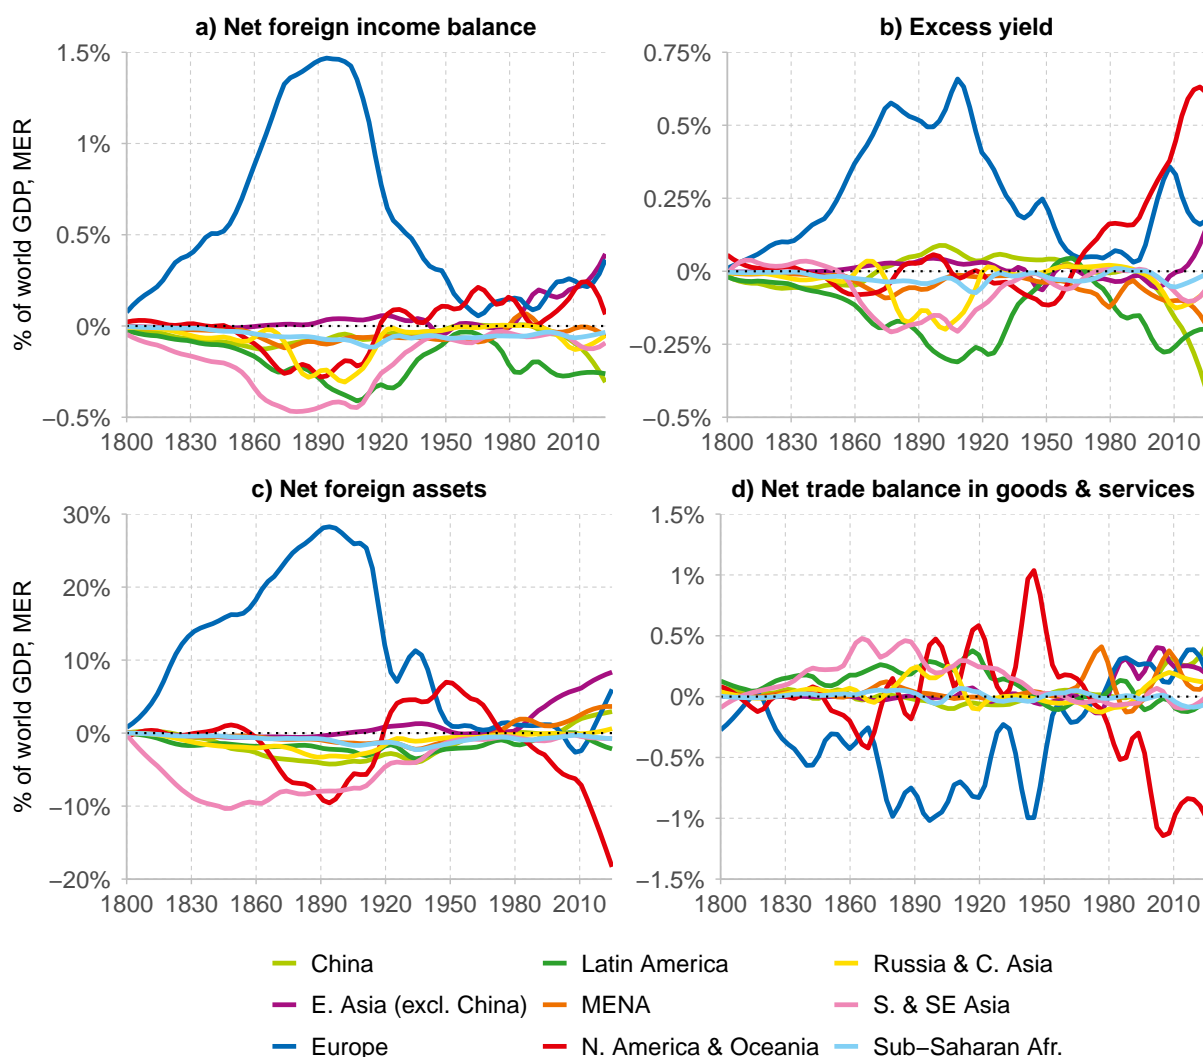 a) Net foreign income balance
b) Excess yield
% of world GDP, MER
1.5%
1%
0.5%
0%
−0.5%
1800 1830 1860 1890 1920 1950 1980 2010
0.75%
0.5%
0.25%
0%
−0.25%
−0.5%
1800 1830 1860 1890 1920 1950 1980 2010
c) Net foreign assets
d) Net trade balance in goods & services
% of world GDP, MER
30%
20%
10%
0%
−10%
−20%
1800 1830 1860 1890 1920 1950 1980 2010
1.5%
1%
0.5%
0%
−0.5%
−1%
−1.5%
1800 1830 1860 1890 1920 1950 1980 2010
China
Latin America
Russia & C. Asia
E. Asia (excl. China)
MENA
S. & SE Asia
Europe
N. America & Oceania
Sub−Saharan Afr.